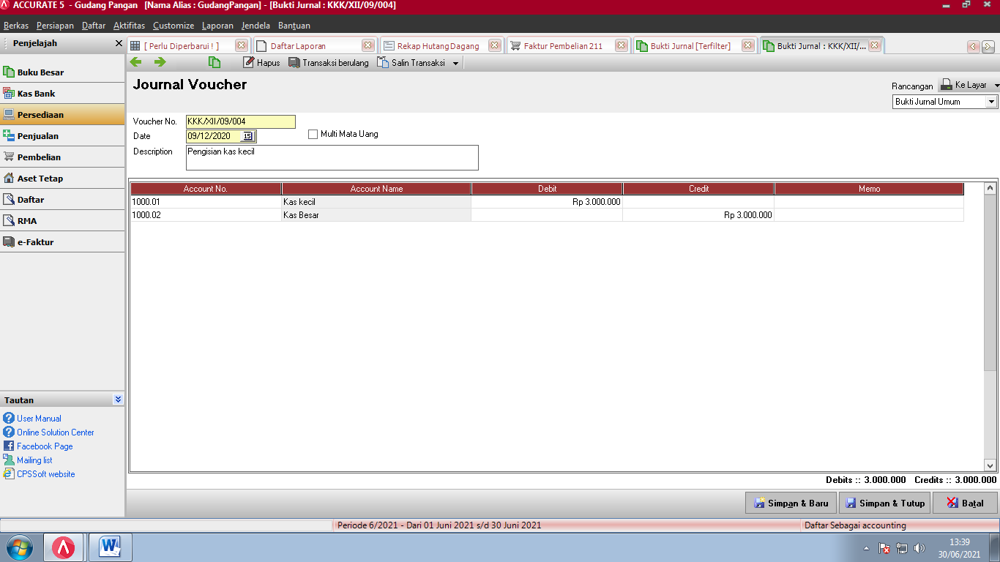 ACCURATE 5 - Gudang Pangan [Nama Alias : GudangPangan] - [Bukti Jurnal : KKK/XII/09/004]
Berkas Persiapan Daftar Aktifitas Customize Laporan Jendela Bantuan
Penjelajah
[ Perlu Diperbarui ! ] Daftar Laporan Rekap Hutang Dagang Faktur Pembelian 211 Bukti Jurnal [Terfilter] Bukti Jurnal : KKK/XII/...
Hapus Transaksi berulang Salin Transaksi
Buku Besar
Kas Bank
Persediaan
Penjualan
Pembelian
Aset Tetap
Daftar
RMA
e-Faktur
Journal Voucher
Rancangan Ke Layar
Bukti Jurnal Umum
Voucher No. KKK/XII/09/004
Date 09/12/2020 15 Multi Mata Uang
Description Pengisian kas kecil
Account No. Account Name Debit Credit Memo
1000.01 Kas kecil Rp 3.000.000
1000.02 Kas Besar Rp 3.000.000
Tautan
User Manual
Online Solution Center
Facebook Page
Mailing list
CPSSoft website
Debits :: 3.000.000 Credits :: 3.000.000
Simpan & Baru Simpan & Tutup Batal
Periode 6/2021 - Dari 01 Juni 2021 s/d 30 Juni 2021 Daftar Sebagai accounting
13:39
30/06/2021